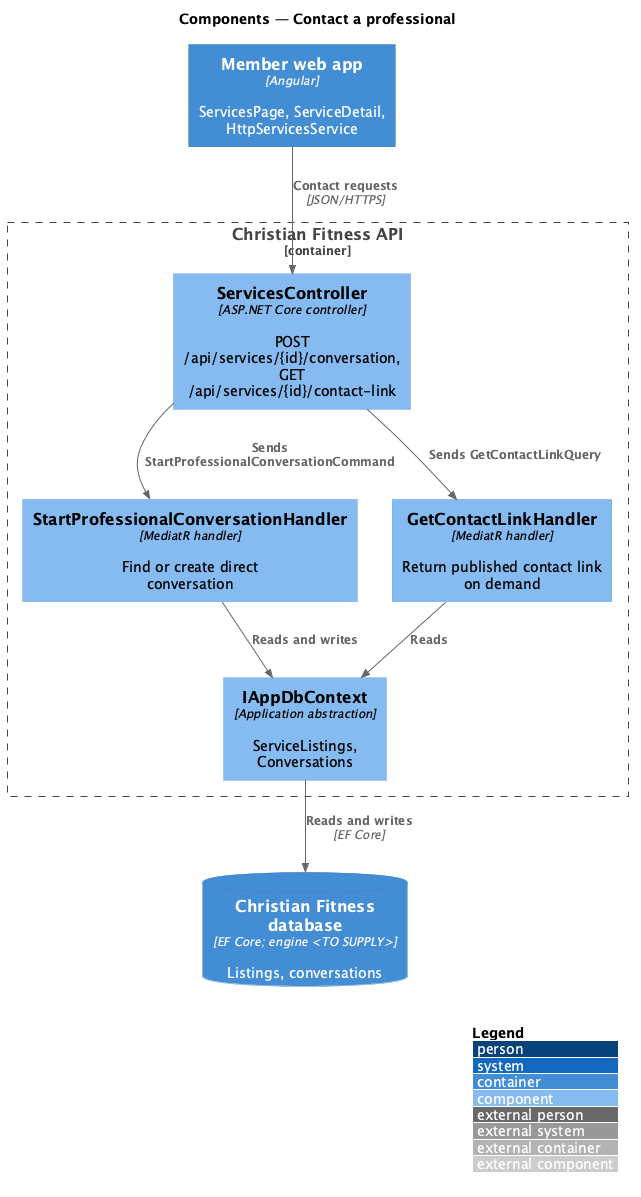 Components — Contact a professional
Member web app
[Angular]
ServicesPage, ServiceDetail,
HttpServicesService
Contact requests
[JSON/HTTPS]
Christian Fitness API
[container]
ServicesController
[ASP.NET Core controller]
POST
/api/services/{id}/conversation,
GET
/api/services/{id}/contact-link
Sends
StartProfessionalConversationCommand
Sends GetContactLinkQuery
StartProfessionalConversationHandler
[MediatR handler]
Find or create direct
conversation
GetContactLinkHandler
[MediatR handler]
Return published contact link
on demand
Reads and writes
Reads
IAppDbContext
[Application abstraction]
ServiceListings,
Conversations
Reads and writes
[EF Core]
Christian Fitness
database
[EF Core; engine <TO SUPPLY>]
Listings, conversations
Legend
person
system
container
component
external person
external system
external container
external component